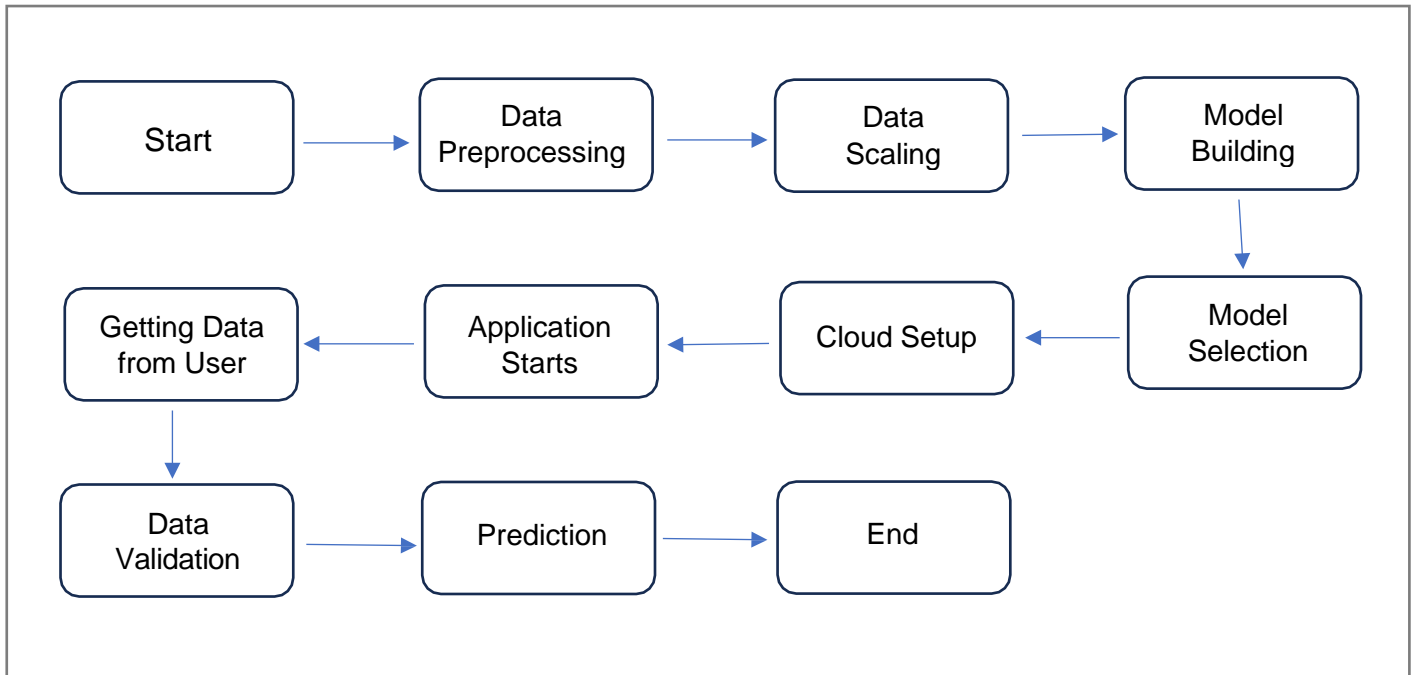 Start
Data
Preprocessing
Data
Scaling
Model
Building
Getting Data
from User
Application
Starts
Cloud Setup
Model
Selection
Data
Validation
Prediction
End